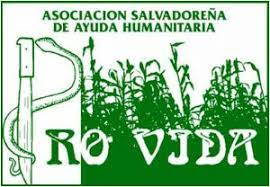 ASOCIACION SALVADOREÑA
DE AYUDA HUMANITARIA
PRO VIDA